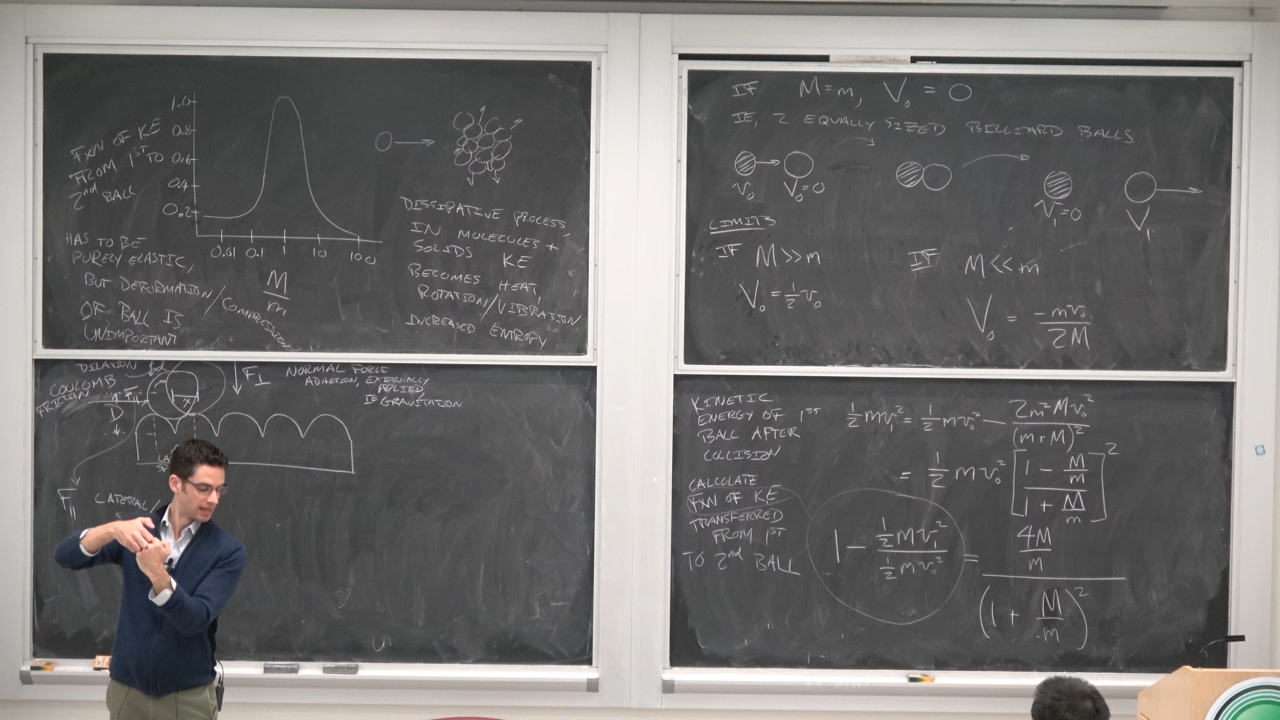 1.0
0.8
0.6
0.4
0.2
FXN OF KE
FROM 1ST TO
2nd BALL
0.01 0.1 1 10 100
M/m
HAS TO BE
PURELY ELASTIC,
BUT DEFORMATION/COMPRESSION
OF BALL IS
UNIMPORTANT
DISSIPATIVE PROCESS
IN MOLECULES +
SOLIDS KE
BECOMES HEAT,
ROTATION/VIBRATION
INCREASED ENTROPY
IF M=m, V₀ = 0
IE, 2 EQUALLY SIZED BILLIARD BALLS
v₀ V₀=0 v₁=0 V₁
LIMITS
IF M>>m
V₀ = ½ v₀
IF M<<m
V₀ = -mv₀/2M
DILATION
COULOMB
FRICTION
F||
D
F⊥ NORMAL FORCE
ADHESION, EXTERNALLY
APPLIED
IE GRAVITATION
F|| LATERAL/
KINETIC
ENERGY OF 1ST
BALL AFTER
COLLISION
½mv₁² = ½mv₀² - 2m²Mv₀²/(m+M)²
= ½mv₀² [(1 - M/m)/(1 + M/m)]²
CALCULATE
FXN OF KE
TRANSFERRED
FROM 1ST
TO 2nd BALL
1 - ½mv₁²/½mv₀² = (4M/m)/(1 + M/m)²